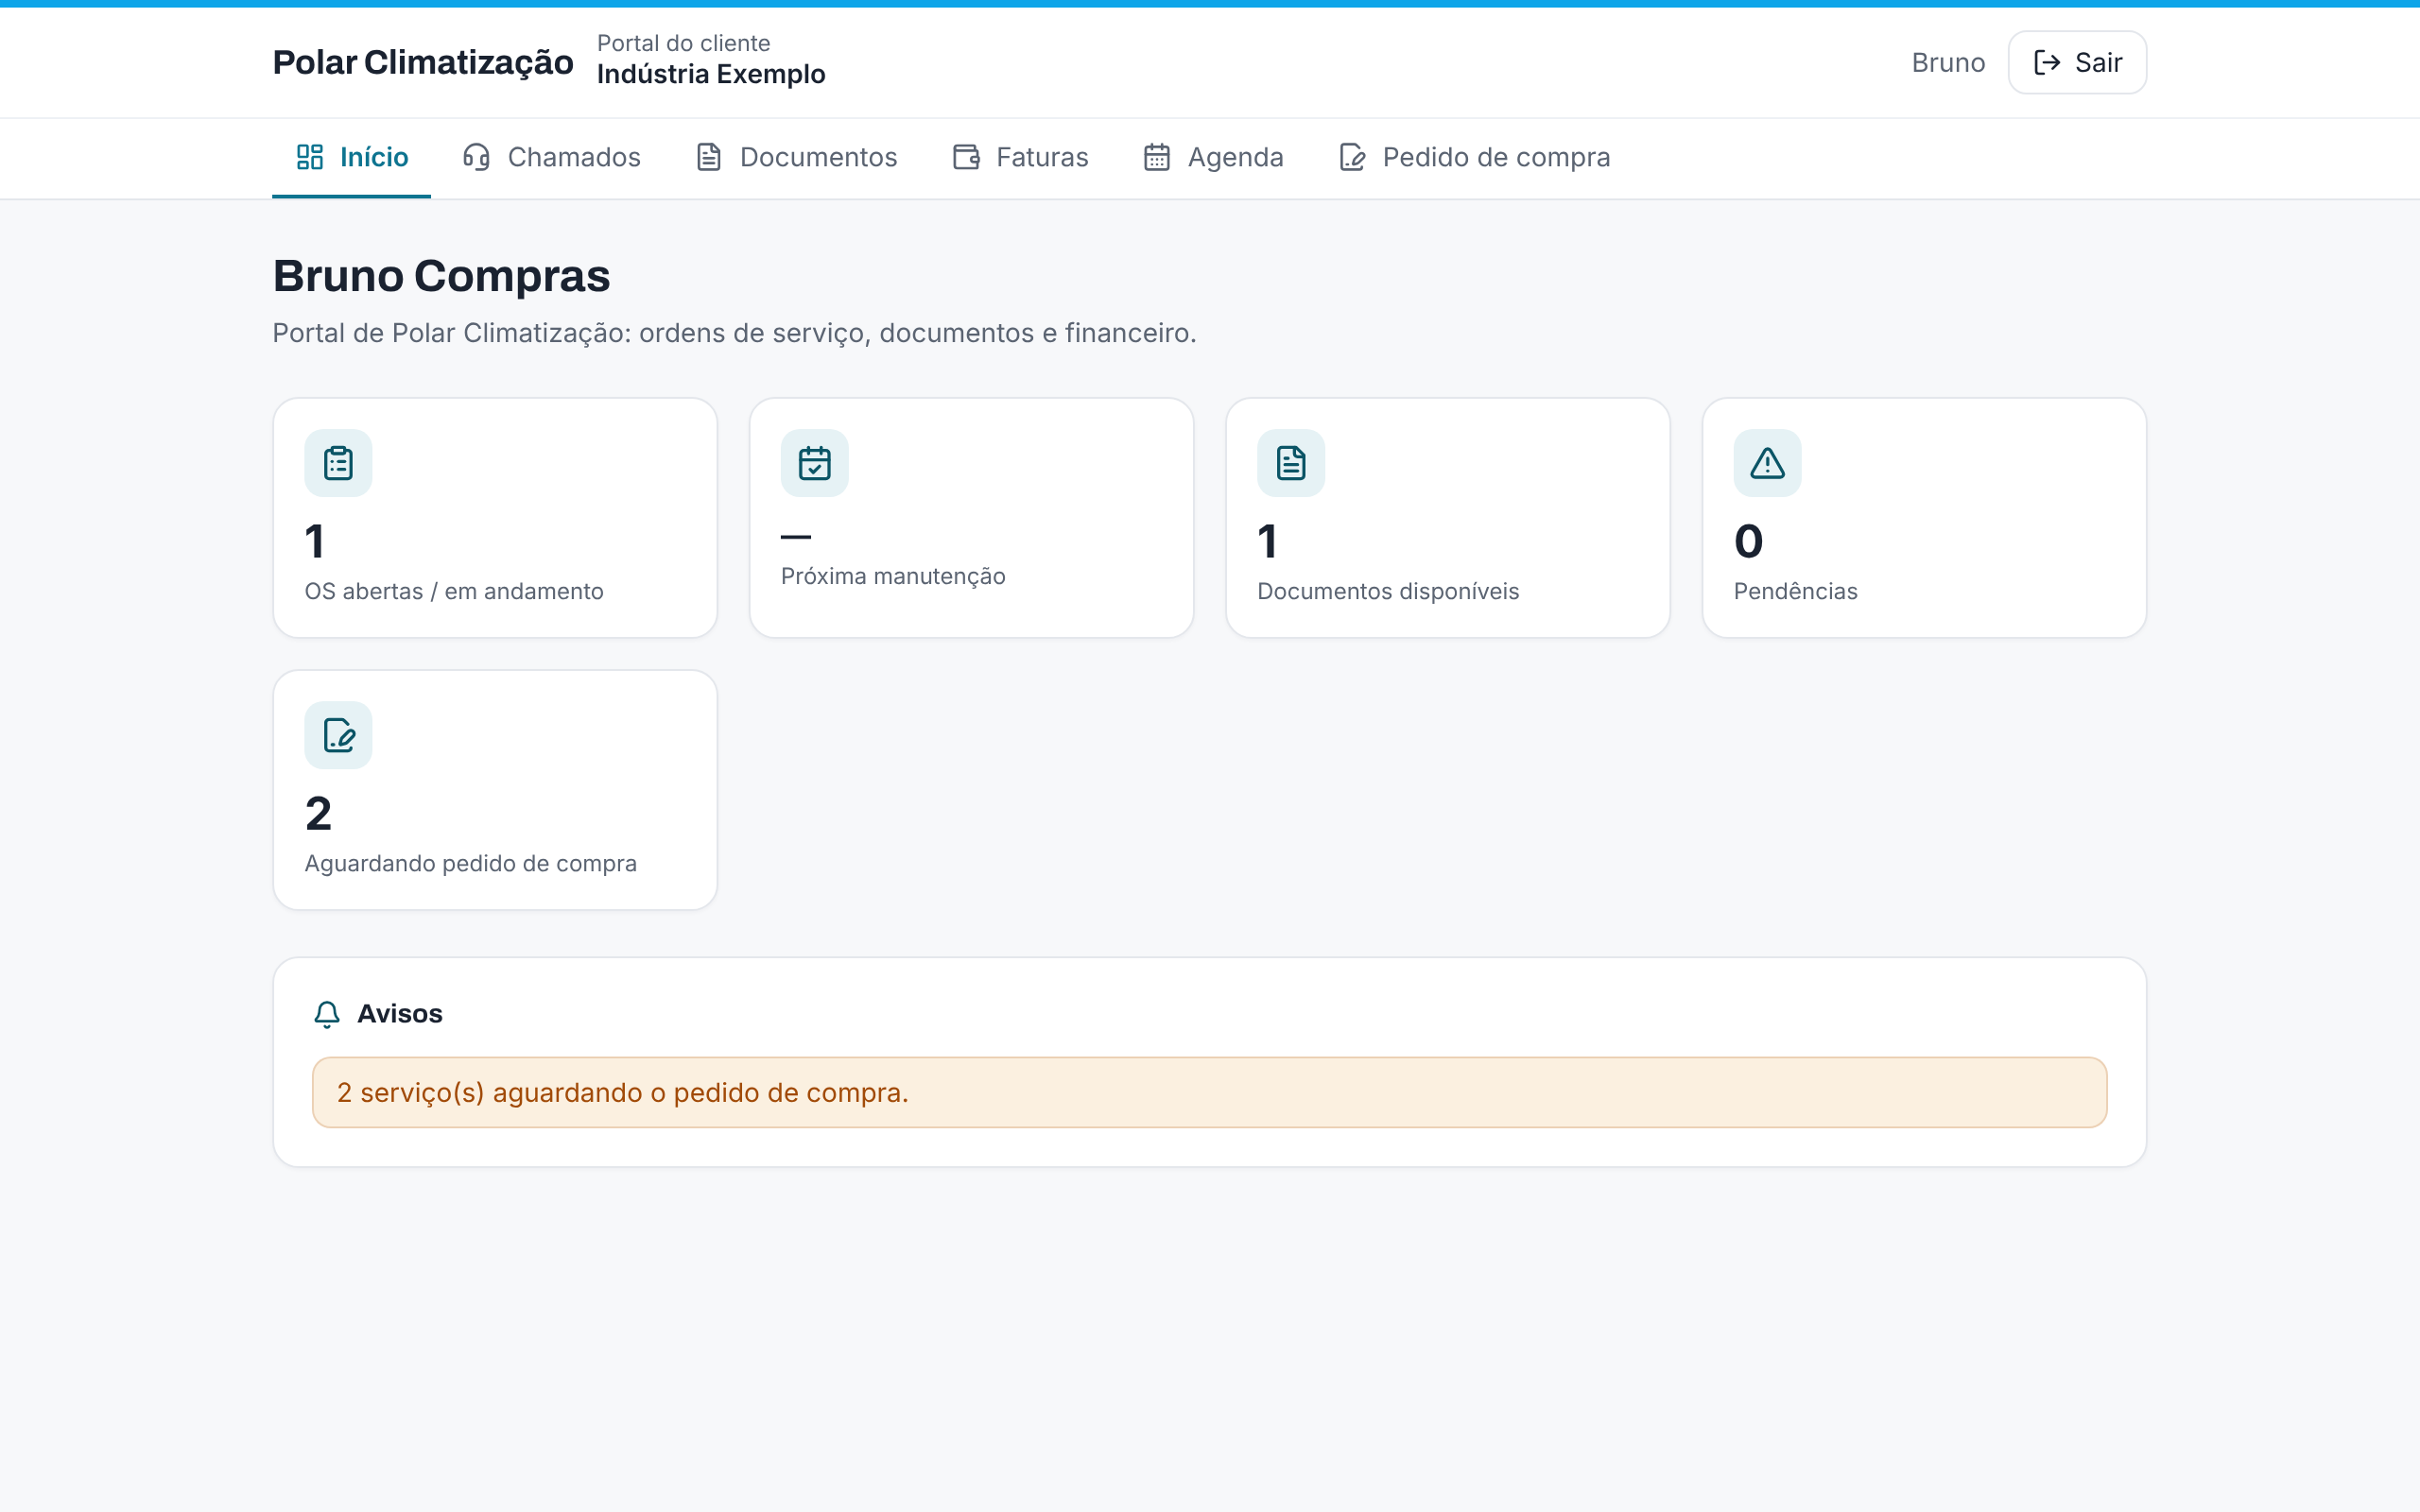 Polar Climatização
Portal do cliente
Indústria Exemplo
Bruno
Sair
Início
Chamados
Documentos
Faturas
Agenda
Pedido de compra
Bruno Compras
Portal de Polar Climatização: ordens de serviço, documentos e financeiro.
1
OS abertas / em andamento
—
Próxima manutenção
1
Documentos disponíveis
0
Pendências
2
Aguardando pedido de compra
Avisos
2 serviço(s) aguardando o pedido de compra.